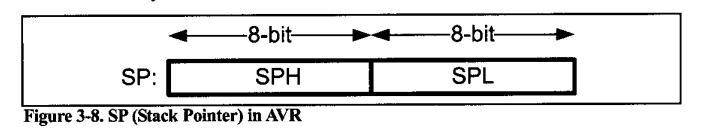 8-bit 8-bit
SP: SPH SPL
Figure 3-8. SP (Stack Pointer) in AVR